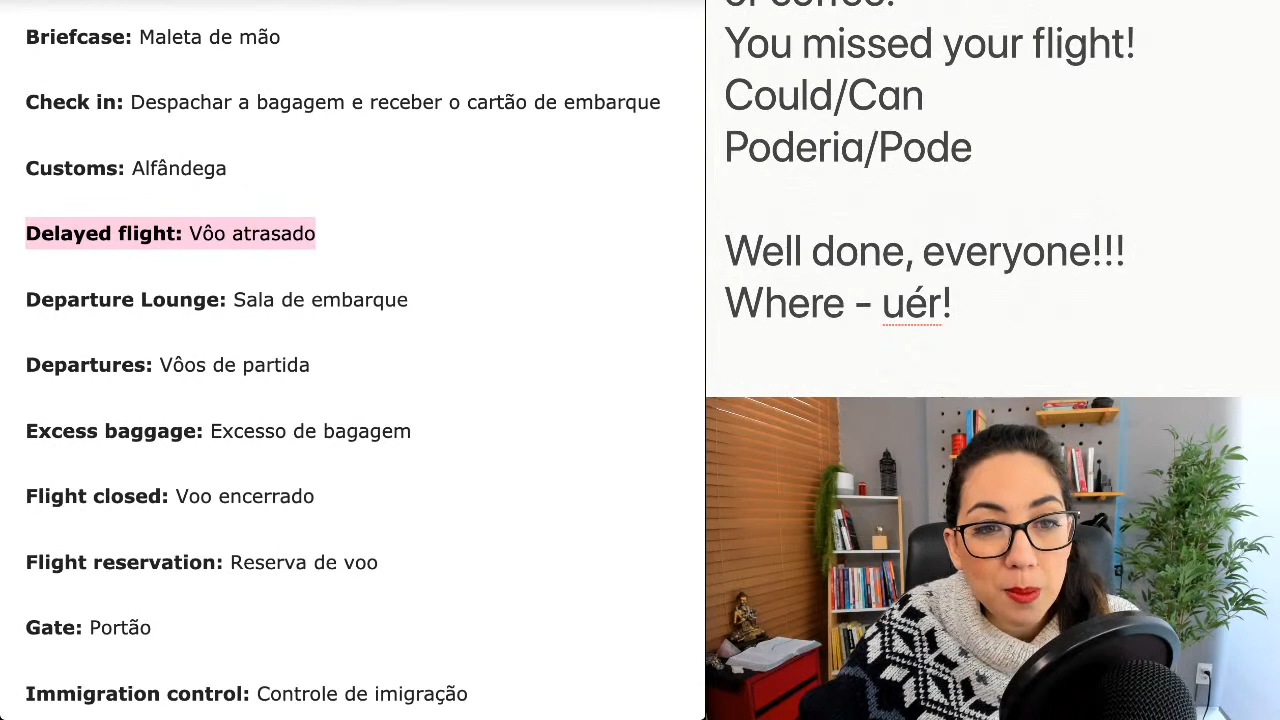 Briefcase: Maleta de mão
Check in: Despachar a bagagem e receber o cartão de embarque
Customs: Alfândega
Delayed flight: Vôo atrasado
Departure Lounge: Sala de embarque
Departures: Vôos de partida
Excess baggage: Excesso de bagagem
Flight closed: Voo encerrado
Flight reservation: Reserva de voo
Gate: Portão
Immigration control: Controle de imigração
You missed your flight!
Could/Can
Poderia/Pode
Well done, everyone!!!
Where - uér!